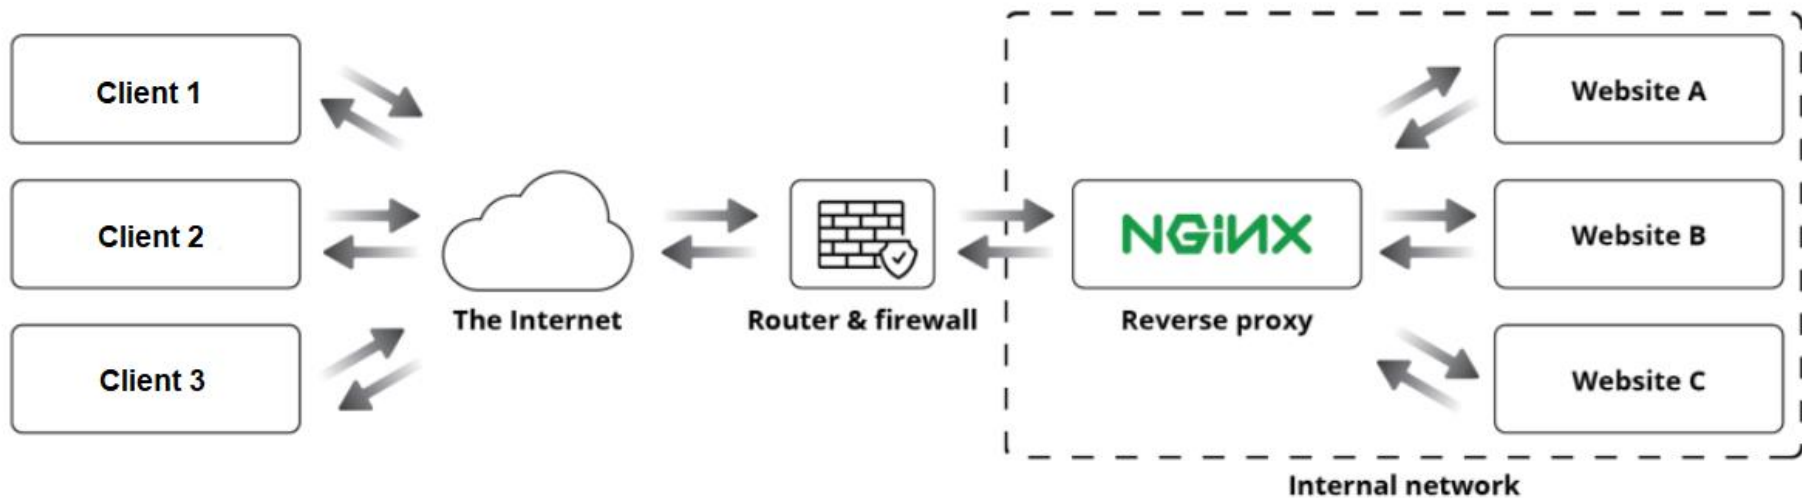 Client 1
Client 2
Client 3
The Internet
Router & firewall
NGINX
Reverse proxy
Website A
Website B
Website C
Internal network